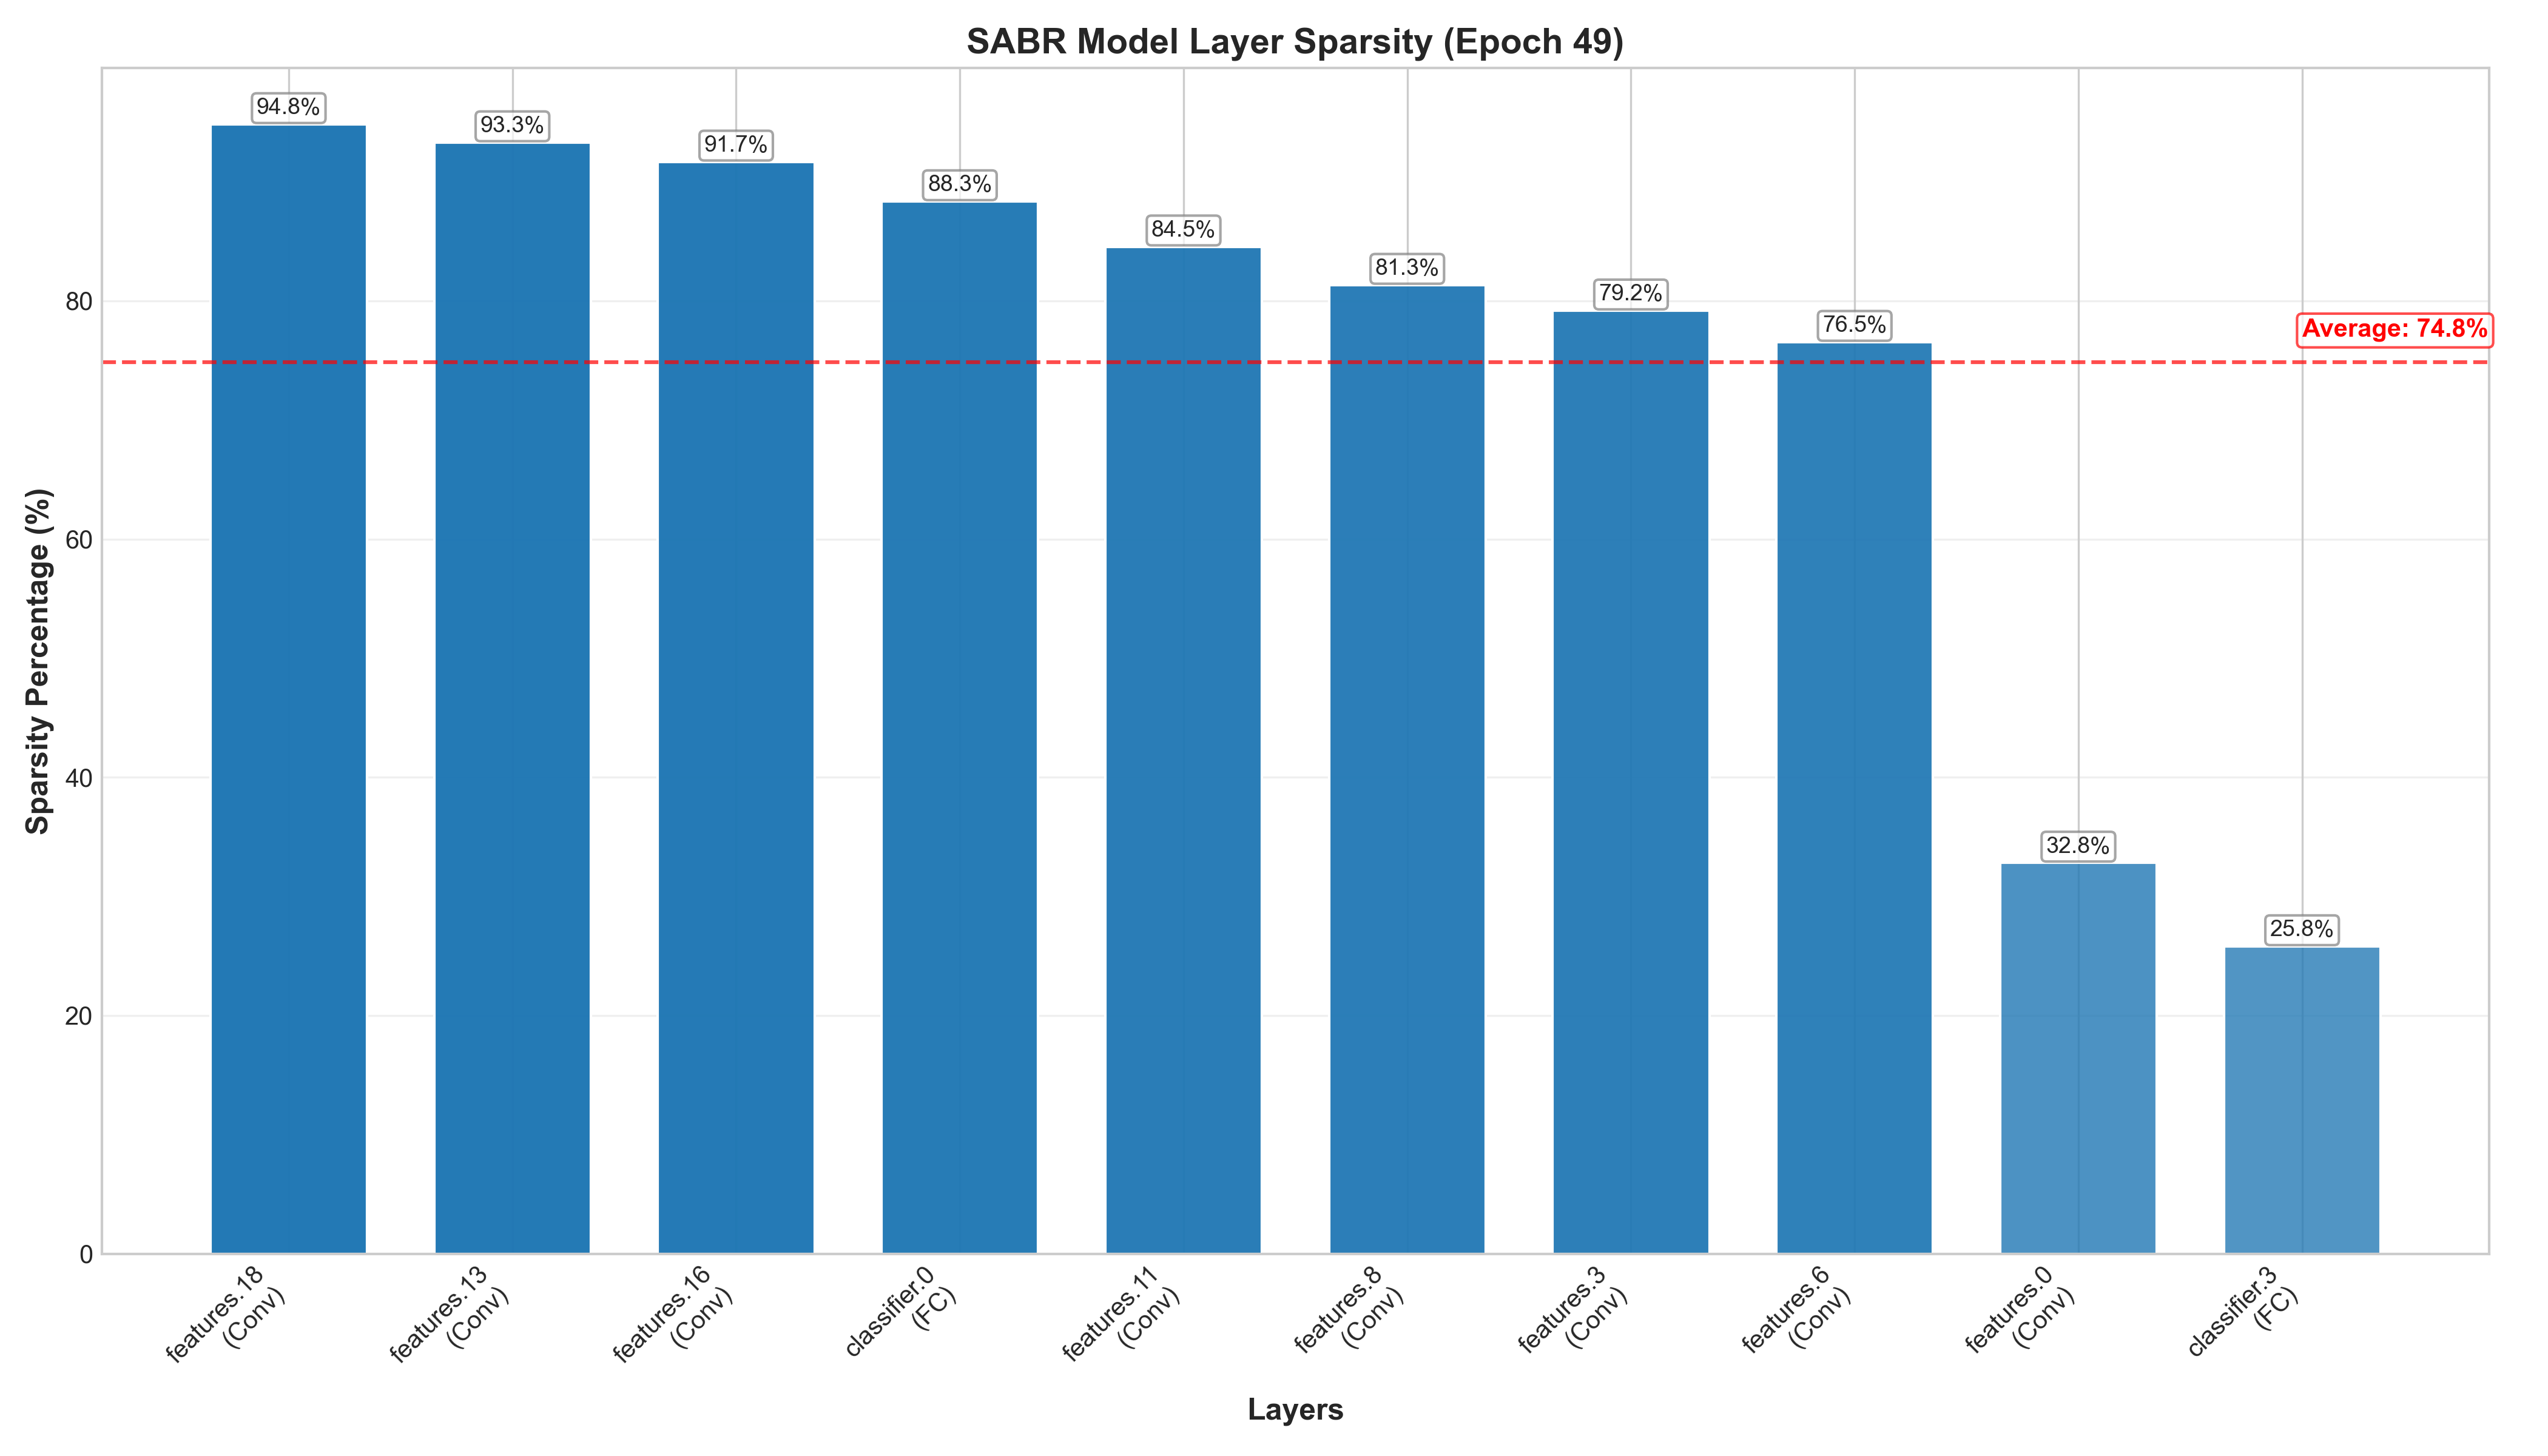 SABR Model Layer Sparsity (Epoch 49)
94.8%
93.3%
91.7%
88.3%
84.5%
81.3%
79.2%
76.5%
32.8%
25.8%
Average: 74.8%
Sparsity Percentage (%)
80
60
40
20
0
features.18
(Conv)
features.13
(Conv)
features.16
(Conv)
classifier.0
(FC)
features.11
(Conv)
features.8
(Conv)
features.3
(Conv)
features.6
(Conv)
features.0
(Conv)
classifier.3
(FC)
Layers